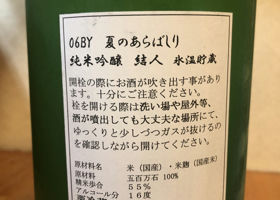 06BY 夏のあらばしり
純米吟醸 結人 氷温貯蔵
開栓の際にお酒が吹き出す事があり
ます。十分にご注意ください。
栓を開ける際は洗い場や屋外等、
酒が噴出しても大丈夫な場所にて、
ゆっくりと少しづつガスが抜けるの
を確認しながら開けてください。
原材料名 米(国産)・米麹(国産米)
原材料 五百万石100%
精米歩合 55%
アルコール分 16度